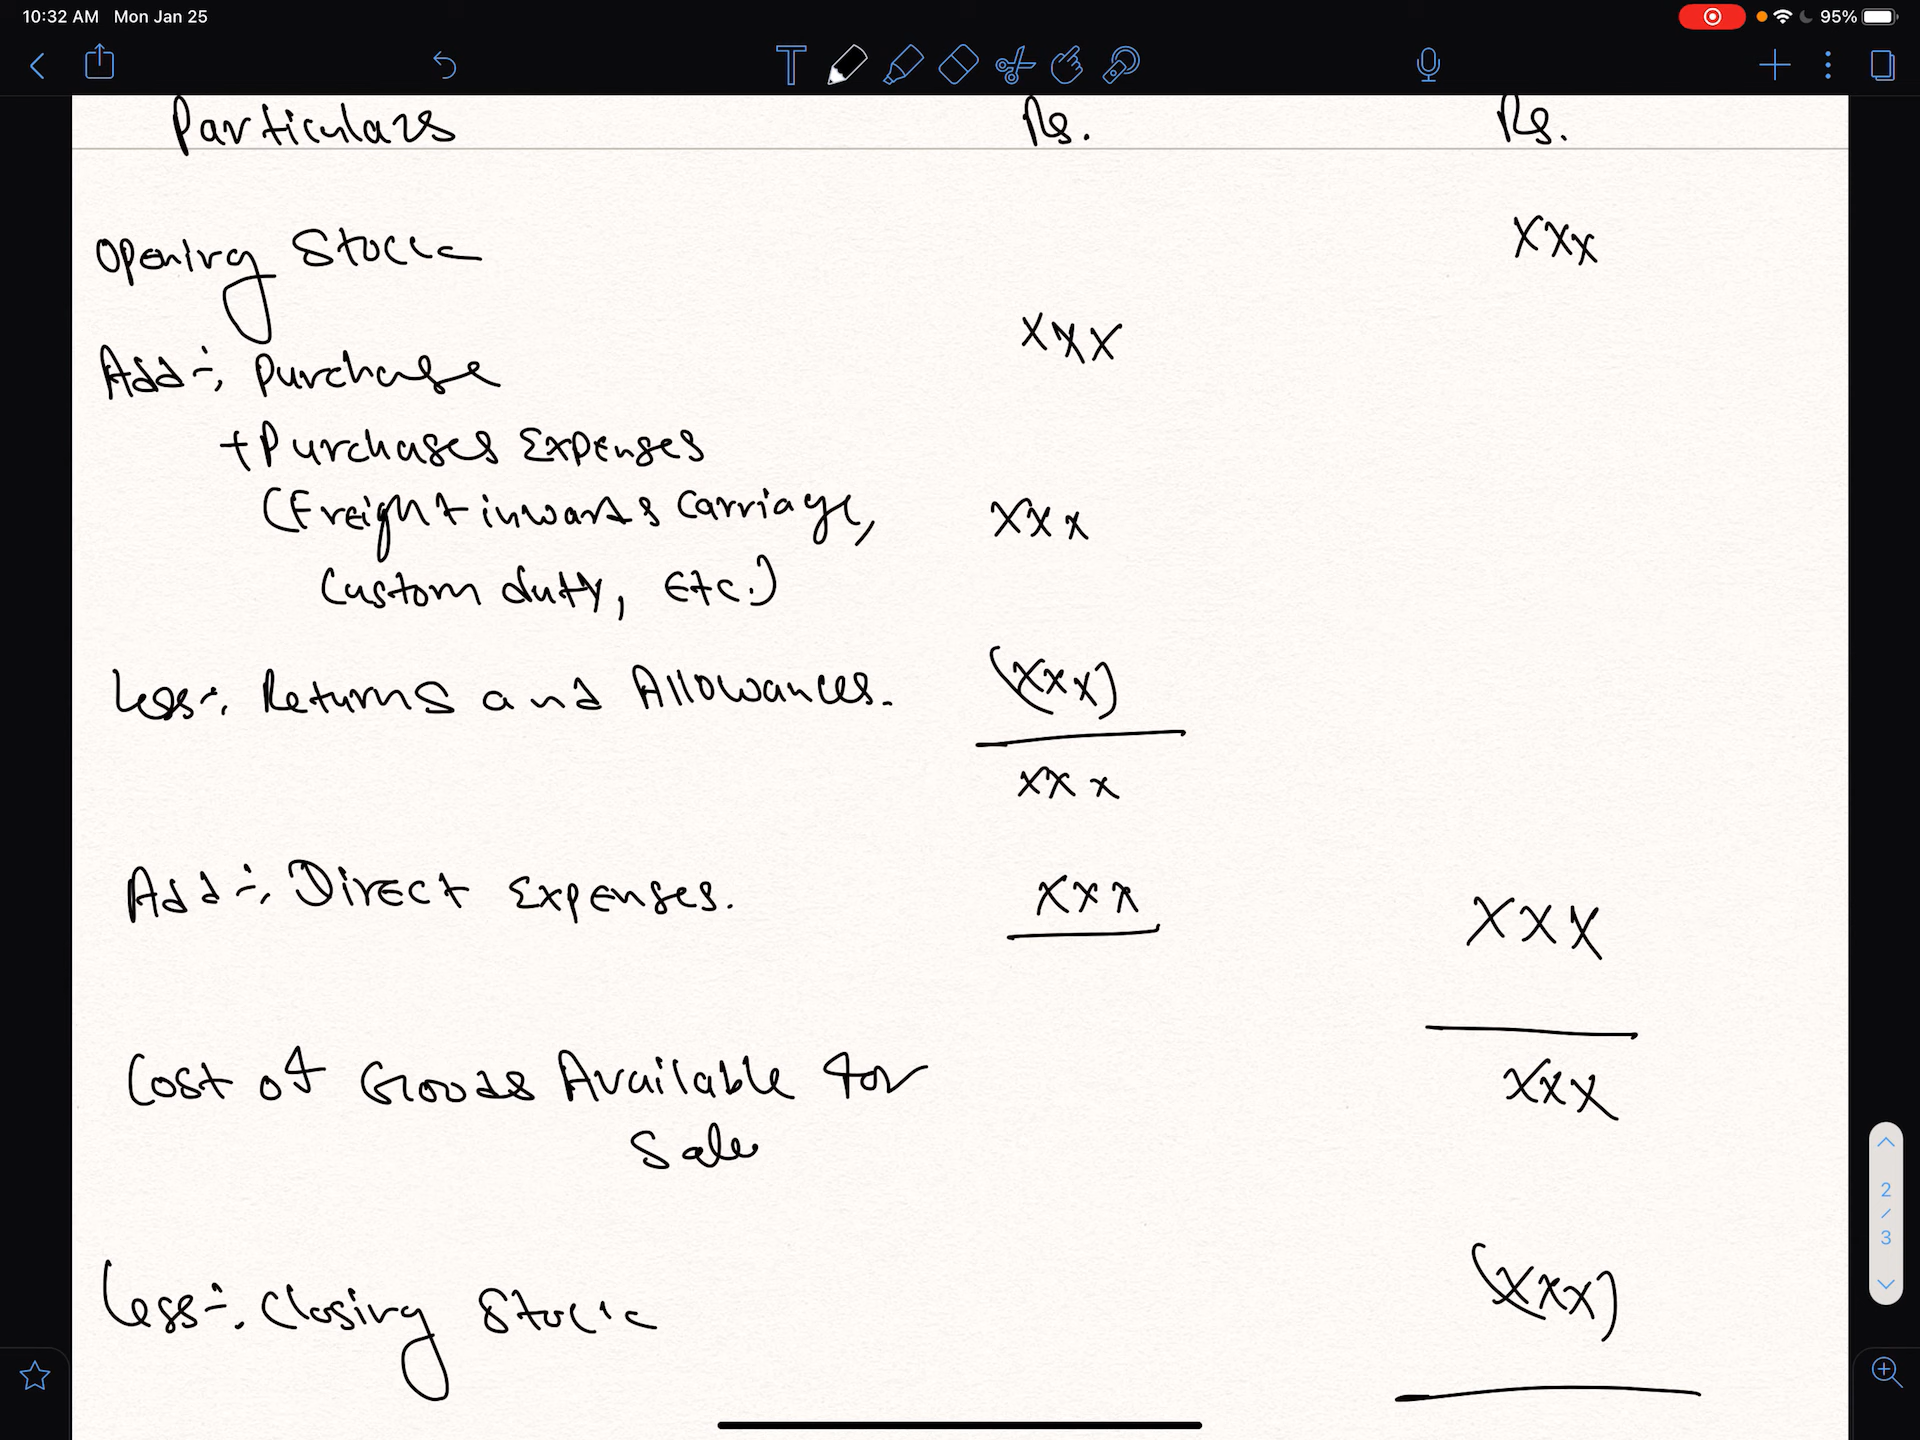 10:32 AM Mon Jan 25 95%
Particulars Rs. Rs.
Opening Stock xxx
xxx
Add:- Purchase
+ Purchases Expenses
(Freight inwards Carriage, xxx
Custom duty, Etc.)
Less:- Returns and Allowances. (xxx)
xxx
Add:- Direct Expenses. xxx xxx
Cost of Goods Available for xxx
Sale
2
/
3
Less:- Closing Stock (xxx)